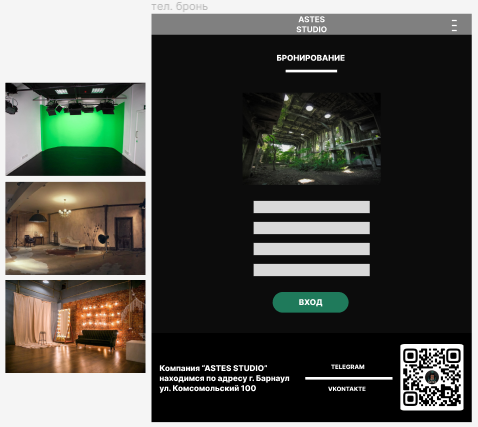 тел. бронь
ASTES
STUDIO
БРОНИРОВАНИЕ
ВХОД
Компания "ASTES STUDIO"
находимся по адресу г. Барнаул
ул. Комсомольский 100
TELEGRAM
VKONTAKTE